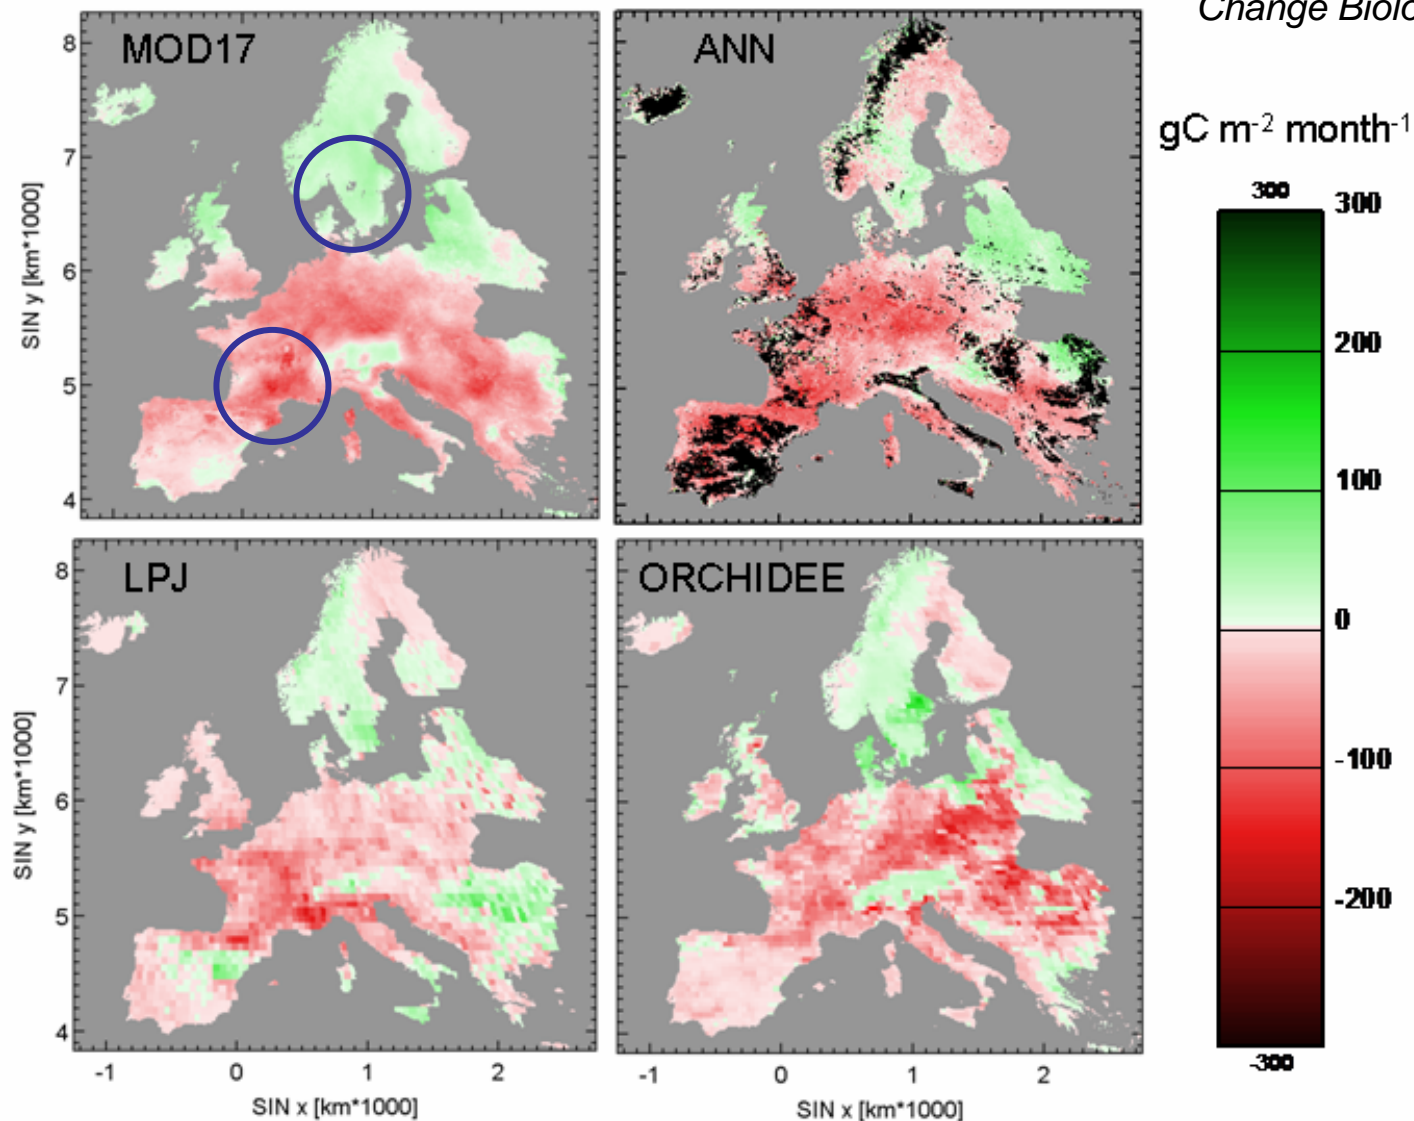 Change Biolo
MOD17
ANN
gC m-2 month-1
8
7
6
5
4
SIN y [km*1000]
300
300
200
100
0
-100
-200
-300
LPJ
ORCHIDEE
8
7
6
5
4
SIN y [km*1000]
-1 0 1 2
-1 0 1 2
SIN x [km*1000]
SIN x [km*1000]